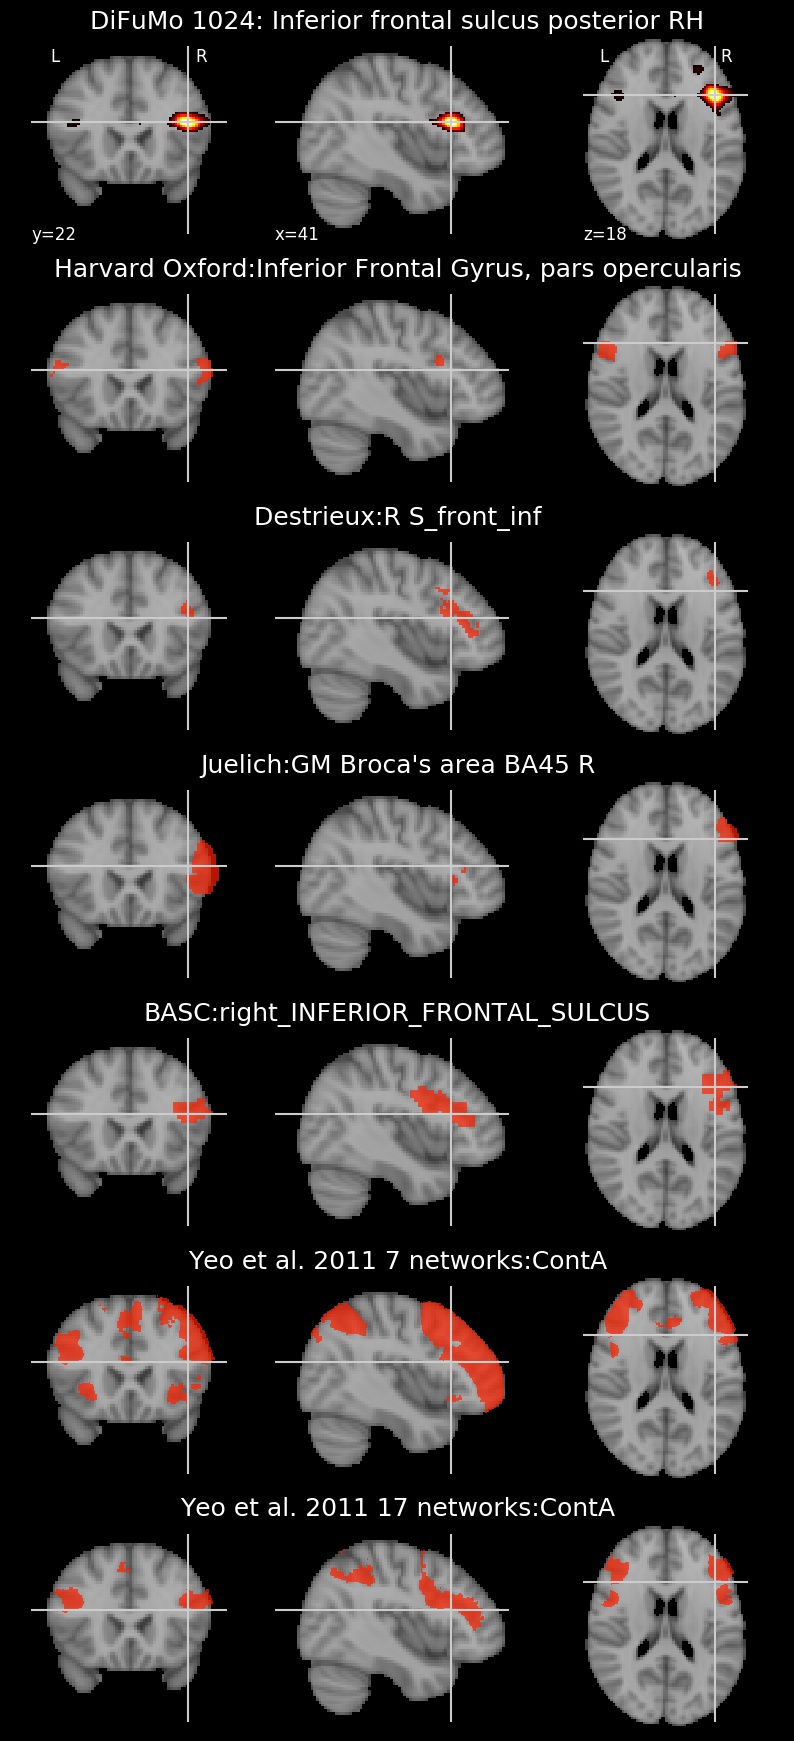 DiFuMo 1024: Inferior frontal sulcus posterior RH
L R L R
y=22 x=41 z=18
Harvard Oxford:Inferior Frontal Gyrus, pars opercularis
Destrieux:R S_front_inf
Juelich:GM Broca's area BA45 R
BASC:right_INFERIOR_FRONTAL_SULCUS
Yeo et al. 2011 7 networks:ContA
Yeo et al. 2011 17 networks:ContA